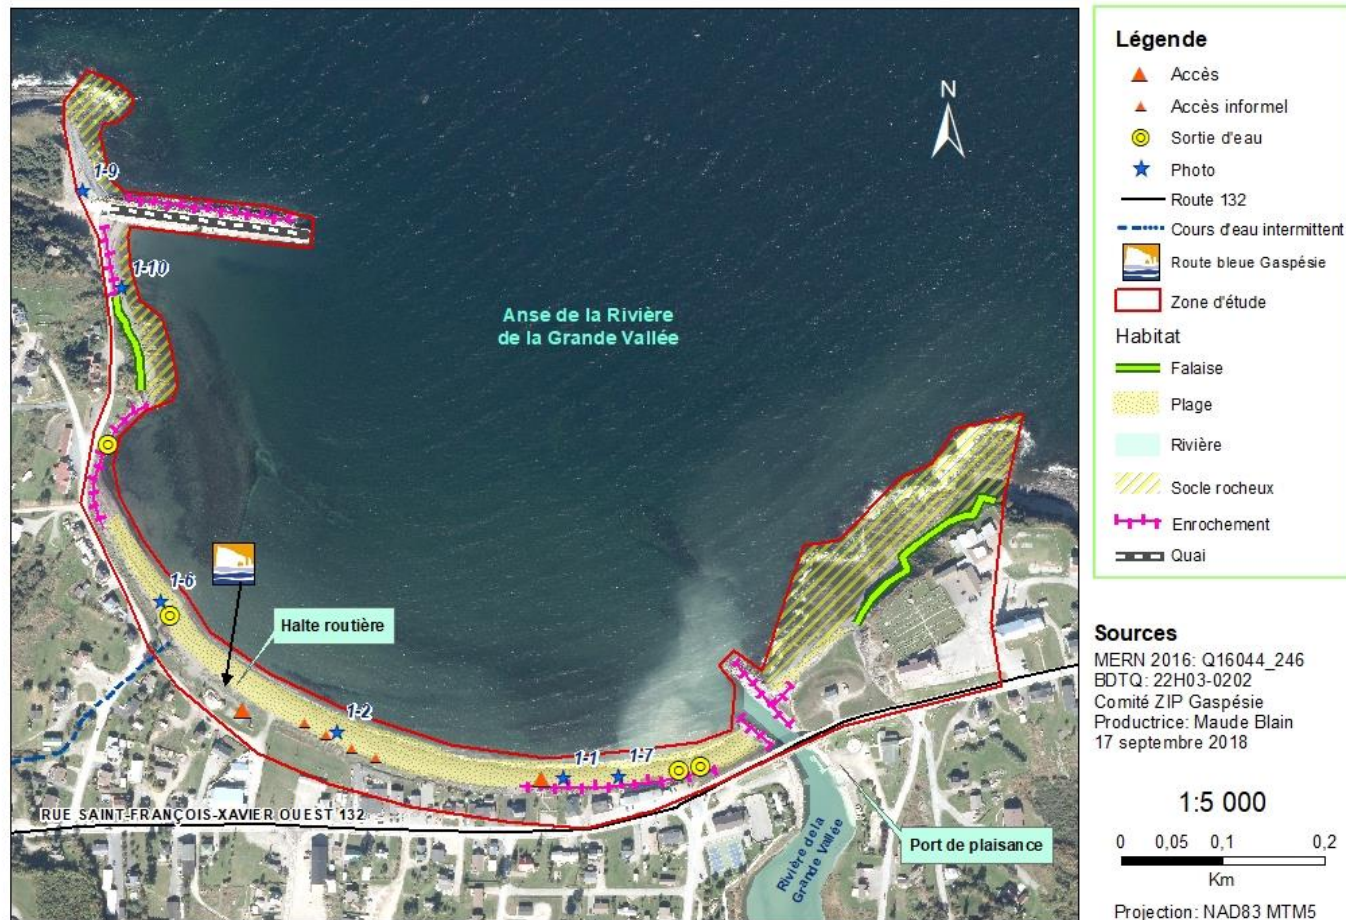 N
1-9
1-10
Anse de la Rivière
de la Grande Vallée
1-6
Halte routière
1-2
1-1
1-7
RUE SAINT-FRANÇOIS-XAVIER OUEST 132
Port de plaisance
Rivière de la
Grande Vallée
Légende
Accès
Accès informel
Sortie d'eau
Photo
Route 132
Cours d'eau intermittent
Route bleue Gaspésie
Zone d'étude
Habitat
Falaise
Plage
Rivière
Socle rocheux
Enrochement
Quai
Sources
MERN 2016: Q16044_246
BDTQ: 22H03-0202
Comité ZIP Gaspésie
Productrice: Maude Blain
17 septembre 2018
1:5 000
0 0,05 0,1 0,2
Km
Projection: NAD83 MTM5